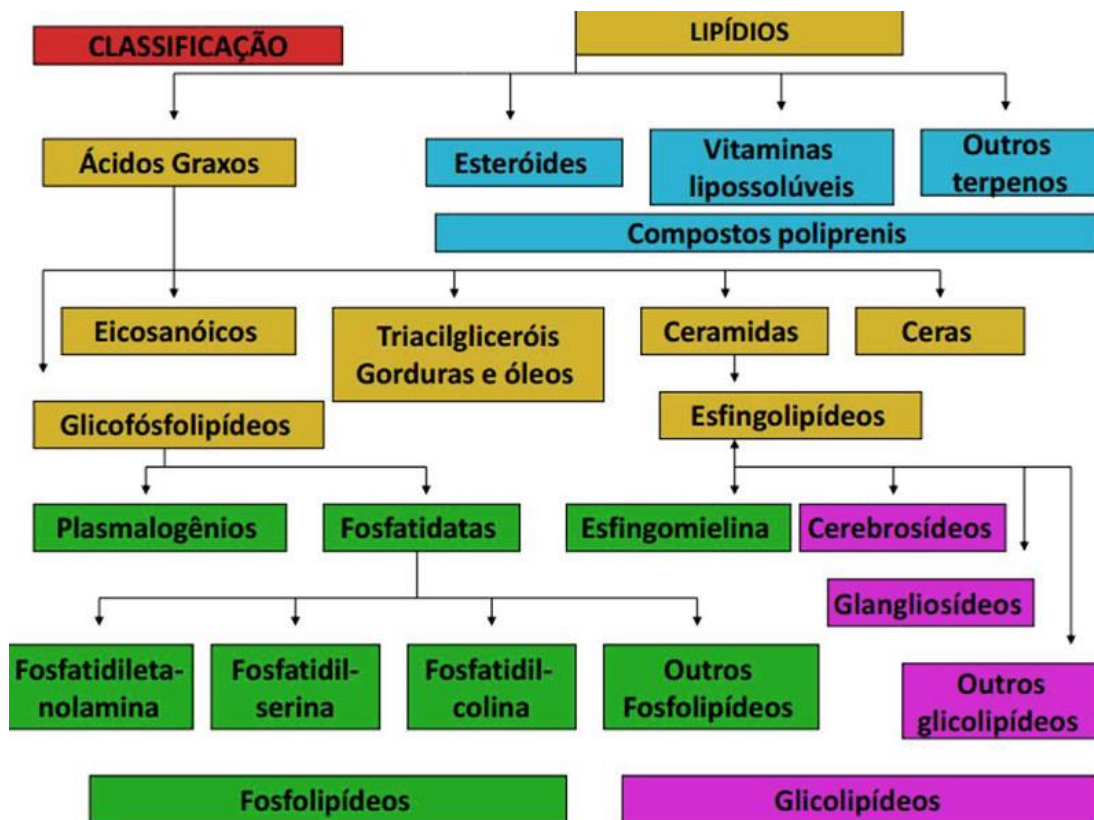 CLASSIFICAÇÃO
LIPÍDIOS
Ácidos Graxos
Esteróides
Vitaminas
lipossolúveis
Outros
terpenos
Compostos poliprenis
Eicosanóicos
Triacilgliceróis
Gorduras e óleos
Ceramidas
Ceras
Glicofósfolipídeos
Esfingolipídeos
Plasmalogênios
Fosfatidatas
Esfingomielina
Cerebrosídeos
Glangliosídeos
Fosfatidileta-
nolamina
Fosfatidil-
serina
Fosfatidil-
colina
Outros
Fosfolipídeos
Outros
glicolipídeos
Fosfolipídeos
Glicolipídeos